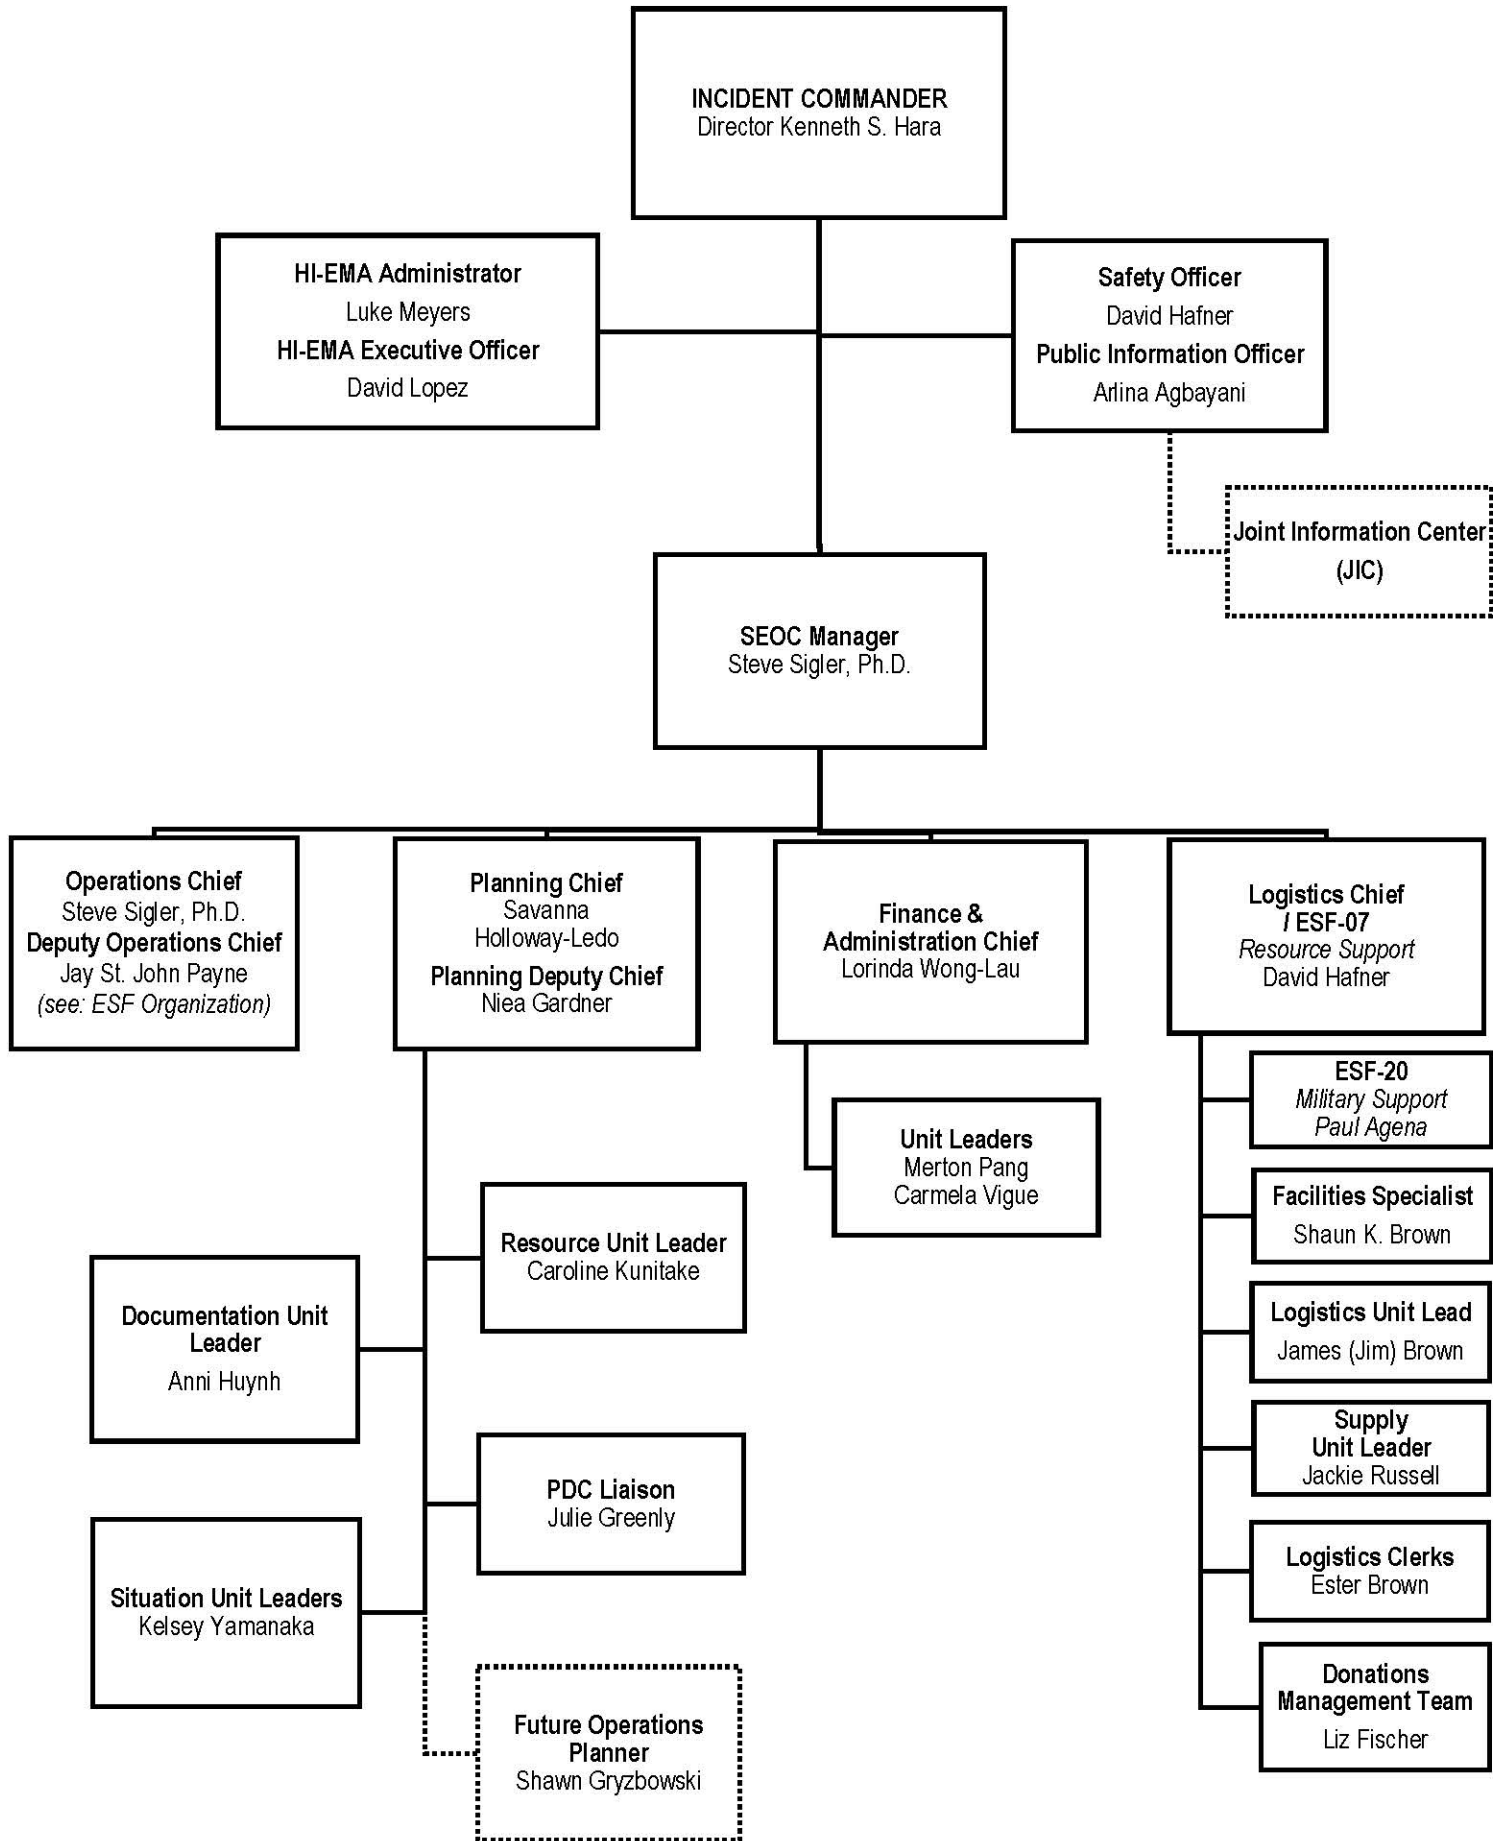 INCIDENT COMMANDER
Director Kenneth S. Hara
HI-EMA Administrator
Luke Meyers
HI-EMA Executive Officer
David Lopez
Safety Officer
David Hafner
Public Information Officer
Arlina Agbayani
Joint Information Center
(JIC)
SEOC Manager
Steve Sigler, Ph.D.
Operations Chief
Steve Sigler, Ph.D.
Deputy Operations Chief
Jay St. John Payne
(see: ESF Organization)
Planning Chief
Savanna
Holloway-Ledo
Planning Deputy Chief
Niea Gardner
Finance &
Administration Chief
Lorinda Wong-Lau
Logistics Chief
/ ESF-07
Resource Support
David Hafner
Documentation Unit
Leader
Anni Huynh
Situation Unit Leaders
Kelsey Yamanaka
Resource Unit Leader
Caroline Kunitake
PDC Liaison
Julie Greenly
Future Operations
Planner
Shawn Gryzbowski
Unit Leaders
Merton Pang
Carmela Vigue
ESF-20
Military Support
Paul Agena
Facilities Specialist
Shaun K. Brown
Logistics Unit Lead
James (Jim) Brown
Supply
Unit Leader
Jackie Russell
Logistics Clerks
Ester Brown
Donations
Management Team
Liz Fischer